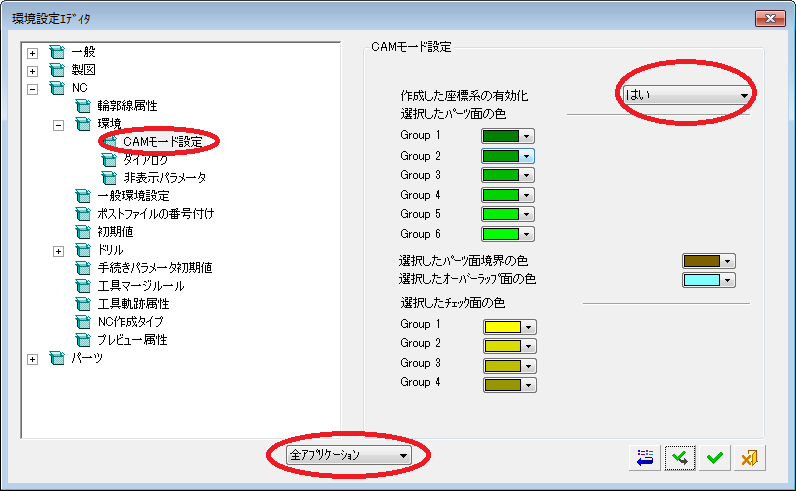 環境設定ｴﾃﾞｨﾀ
一般
製図
NC
輪郭線属性
環境
CAMモード設定
ダイアログ
非表示パラメータ
一般環境設定
ポストファイルの番号付け
初期値
ドリル
手続きパラメータ初期値
工具マージルール
工具軌跡属性
NC作成タイプ
プレビュー属性
パーツ
CAMモード設定
作成した座標系の有効化
はい
選択したパーツ面の色
Group 1
Group 2
Group 3
Group 4
Group 5
Group 6
選択したパーツ面境界の色
選択したオーバーラップ面の色
選択したチェック面の色
Group 1
Group 2
Group 3
Group 4
全アプリケーション